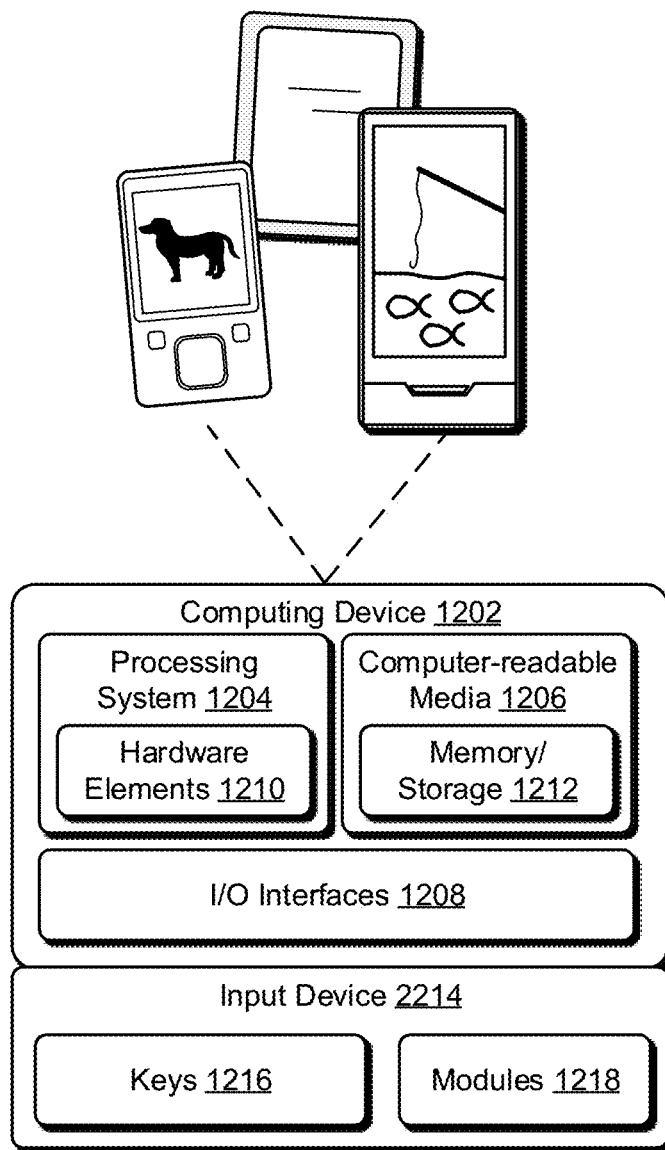 Computing Device 1202
Processing
System 1204
Hardware
Elements 1210
Computer-readable
Media 1206
Memory/
Storage 1212
I/O Interfaces 1208
Input Device 2214
Keys 1216
Modules 1218